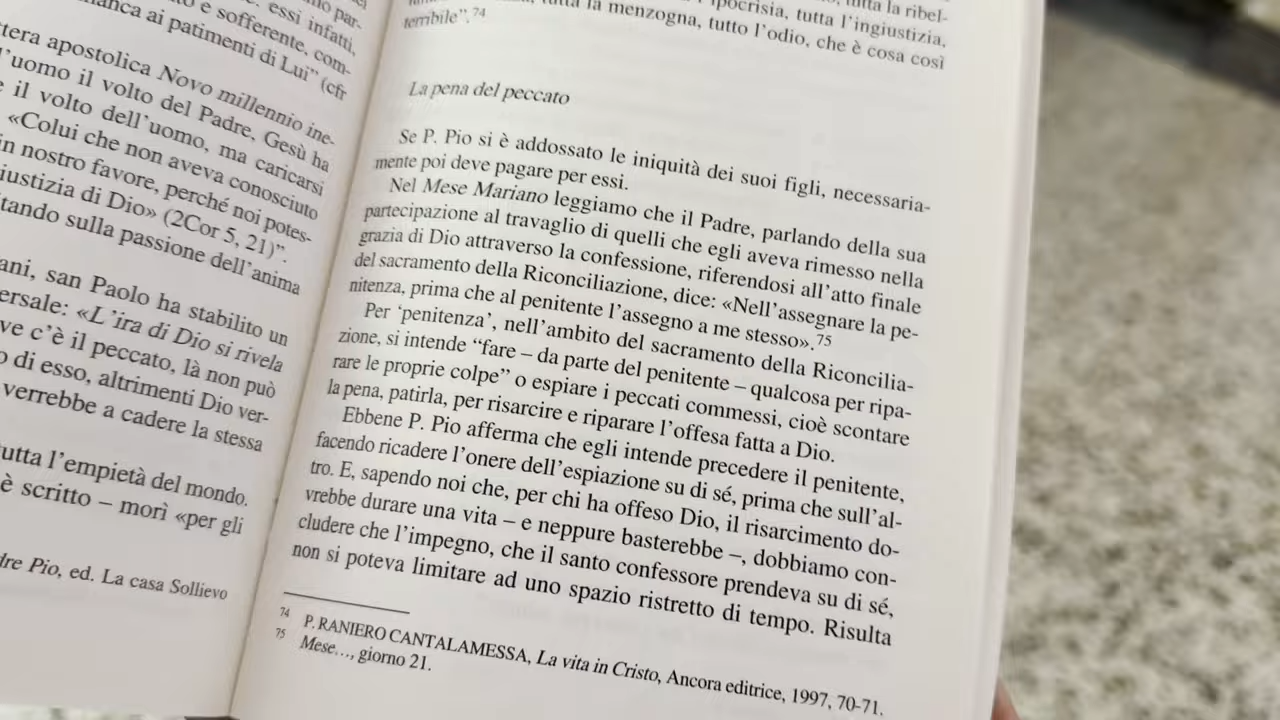 essi infatti,
e sofferente, com-
ai patimenti di Lui” (cfr
apostolica Novo millennio ine-
l’uomo il volto del Padre, Gesù ha
il volto dell’uomo, ma caricarsi
«Colui che non aveva conosciuto
in nostro favore, perché noi potes-
di Dio» (2Cor 5, 21)”.
sulla passione dell’anima
san Paolo ha stabilito un
«L’ira di Dio si rivela
c’è il peccato, là non può
di esso, altrimenti Dio ver-
verrebbe a cadere la stessa
l’empietà del mondo.
è scritto – morì «per gli
Pio, ed. La casa Sollievo
tutta la ribel-
tutta l’ingiustizia,
la menzogna, tutto l’odio, che è cosa così
terribile”.74
La pena del peccato
Se P. Pio si è addossato le iniquità dei suoi figli, necessaria-
mente poi deve pagare per essi.
Nel Mese Mariano leggiamo che il Padre, parlando della sua
partecipazione al travaglio di quelli che egli aveva rimesso nella
grazia di Dio attraverso la confessione, riferendosi all’atto finale
del sacramento della Riconciliazione, dice: «Nell’assegnare la pe-
nitenza, prima che al penitente l’assegno a me stesso».75
Per ‘penitenza’, nell’ambito del sacramento della Riconcilia-
zione, si intende “fare – da parte del penitente – qualcosa per ripa-
rare le proprie colpe” o espiare i peccati commessi, cioè scontare
la pena, patirla, per risarcire e riparare l’offesa fatta a Dio.
Ebbene P. Pio afferma che egli intende precedere il penitente,
facendo ricadere l’onere dell’espiazione su di sé, prima che sull’al-
tro. E, sapendo noi che, per chi ha offeso Dio, il risarcimento do-
vrebbe durare una vita – e neppure basterebbe –, dobbiamo con-
cludere che l’impegno, che il santo confessore prendeva su di sé,
non si poteva limitare ad uno spazio ristretto di tempo. Risulta
74 P. RANIERO CANTALAMESSA, La vita in Cristo, Ancora editrice, 1997, 70-71.
75 Mese..., giorno 21.